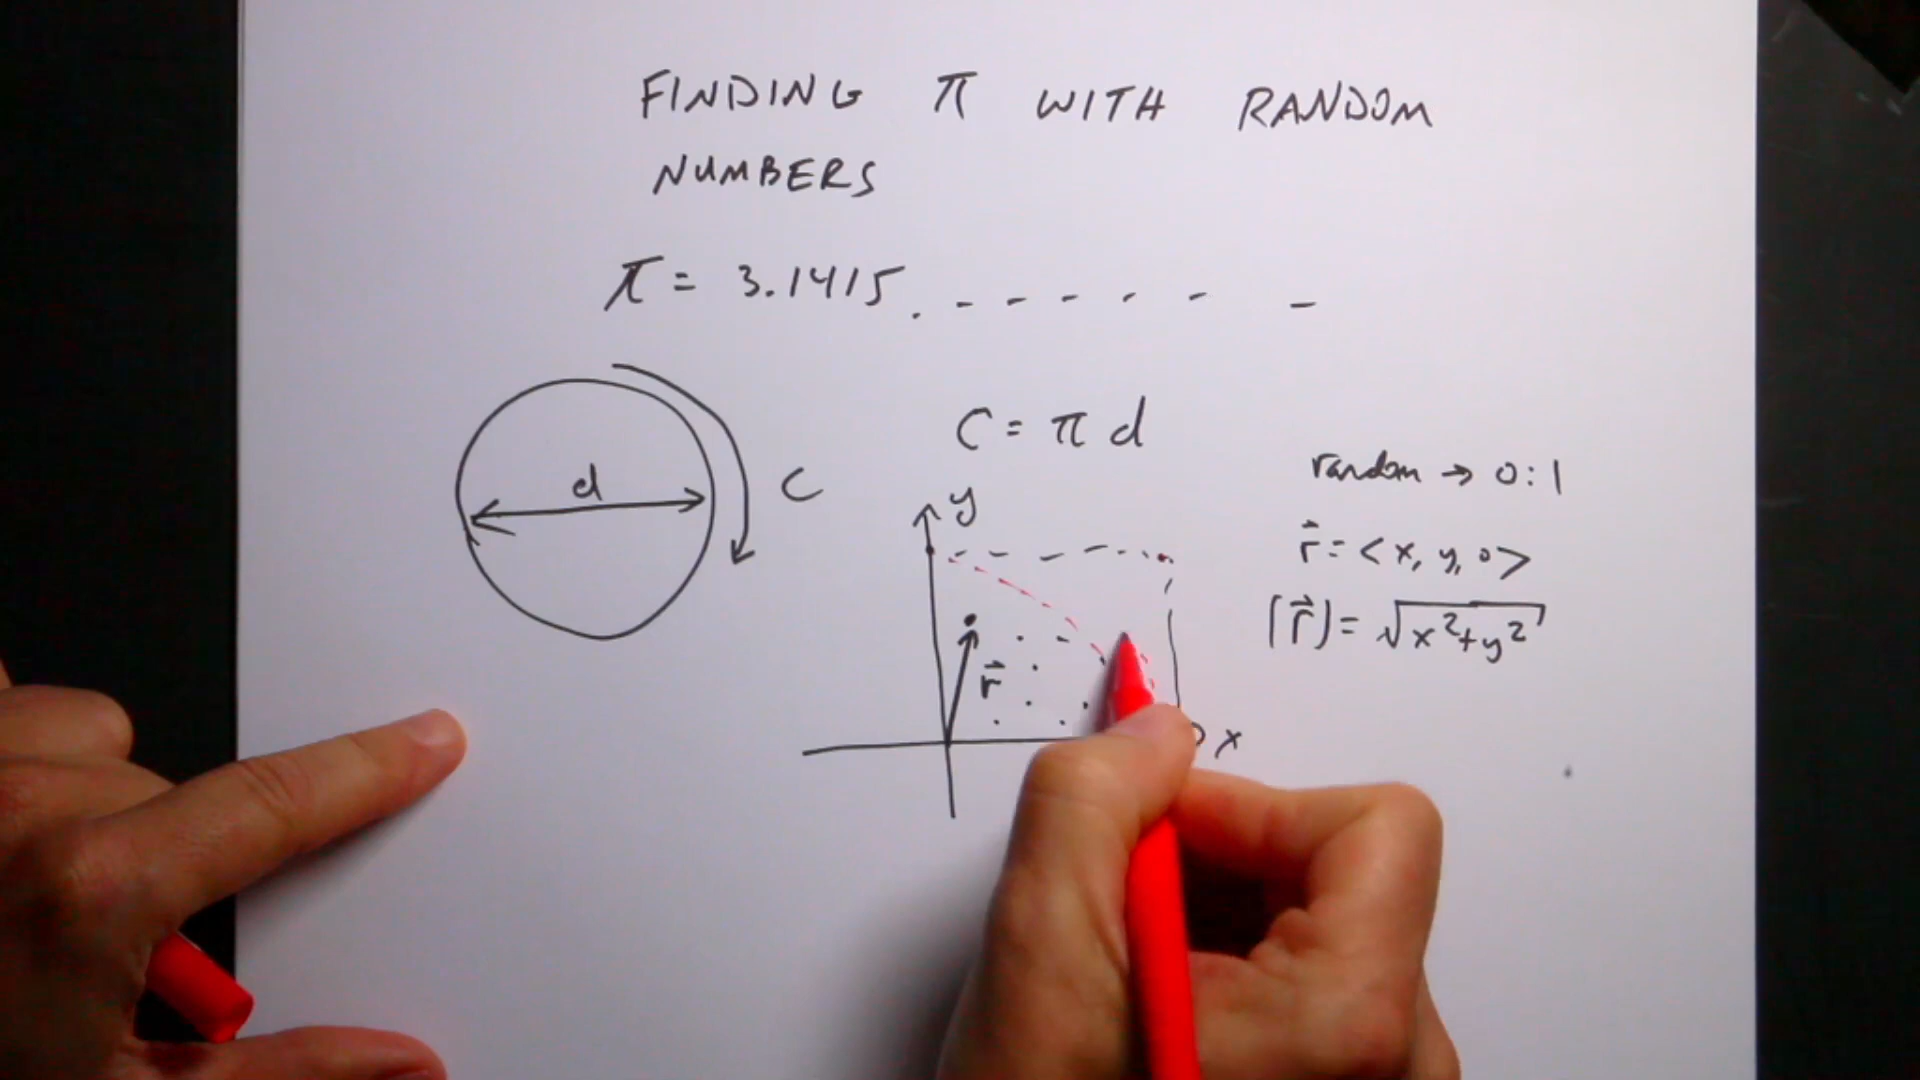 FINDING π WITH RANDOM
NUMBERS
π = 3.1415. - - - - - -
d
C
C = π d
y
r⃗
x
random → 0:1
r⃗ = <x, y, 0>
|r⃗| = √x²+y²